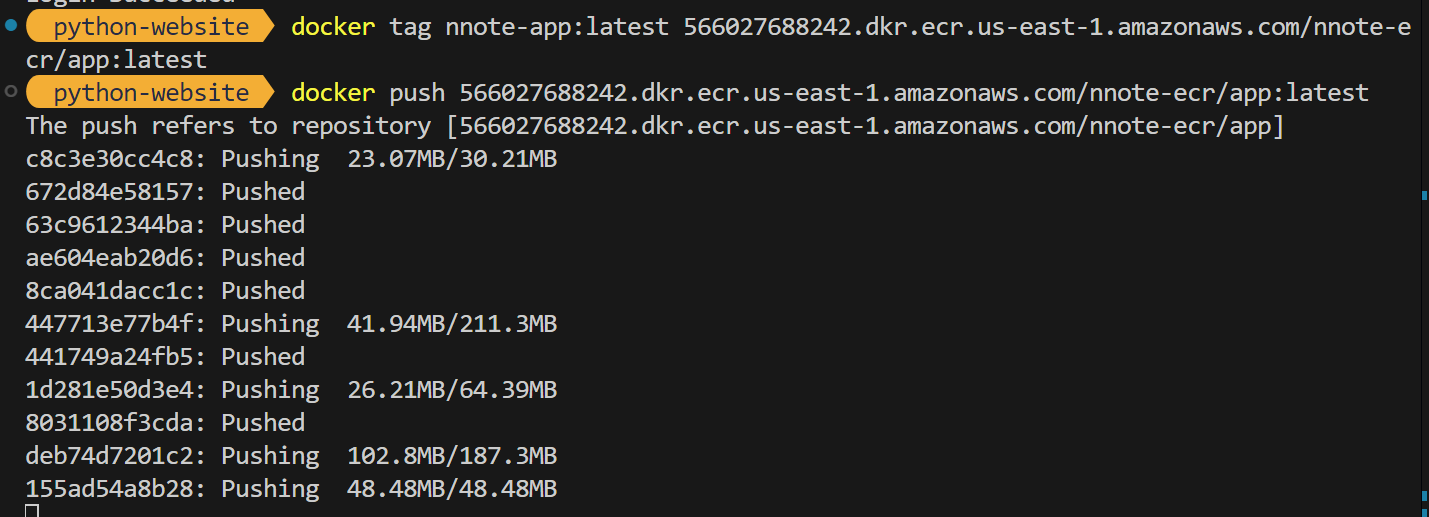 Login Succeeded
python-website docker tag nnote-app:latest 566027688242.dkr.ecr.us-east-1.amazonaws.com/nnote-e
cr/app:latest
python-website docker push 566027688242.dkr.ecr.us-east-1.amazonaws.com/nnote-ecr/app:latest
The push refers to repository [566027688242.dkr.ecr.us-east-1.amazonaws.com/nnote-ecr/app]
c8c3e30cc4c8: Pushing  23.07MB/30.21MB
672d84e58157: Pushed
63c9612344ba: Pushed
ae604eab20d6: Pushed
8ca041dacc1c: Pushed
447713e77b4f: Pushing  41.94MB/211.3MB
441749a24fb5: Pushed
1d281e50d3e4: Pushing  26.21MB/64.39MB
8031108f3cda: Pushed
deb74d7201c2: Pushing  102.8MB/187.3MB
155ad54a8b28: Pushing  48.48MB/48.48MB